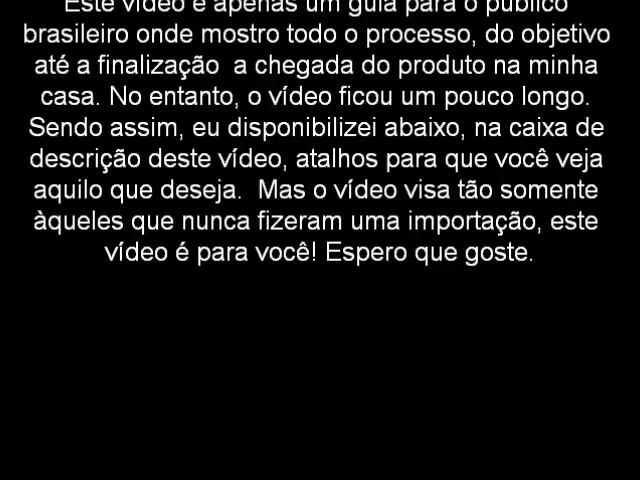 Este vídeo é apenas um guia para o público
brasileiro onde mostro todo o processo, do objetivo
até a finalização  a chegada do produto na minha
casa. No entanto, o vídeo ficou um pouco longo.
Sendo assim, eu disponibilizei abaixo, na caixa de
descrição deste vídeo, atalhos para que você veja
aquilo que deseja.  Mas o vídeo visa tão somente
àqueles que nunca fizeram uma importação, este
vídeo é para você! Espero que goste.